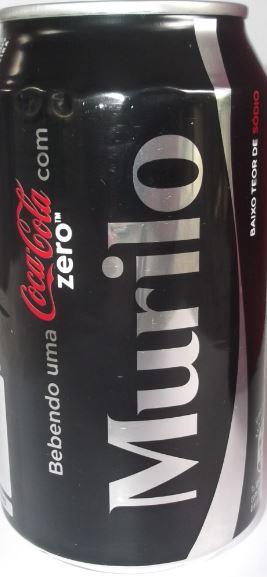 Bebendo uma Coca-Cola zero™ com
Murilo
BAIXO TEOR DE SÓDIO